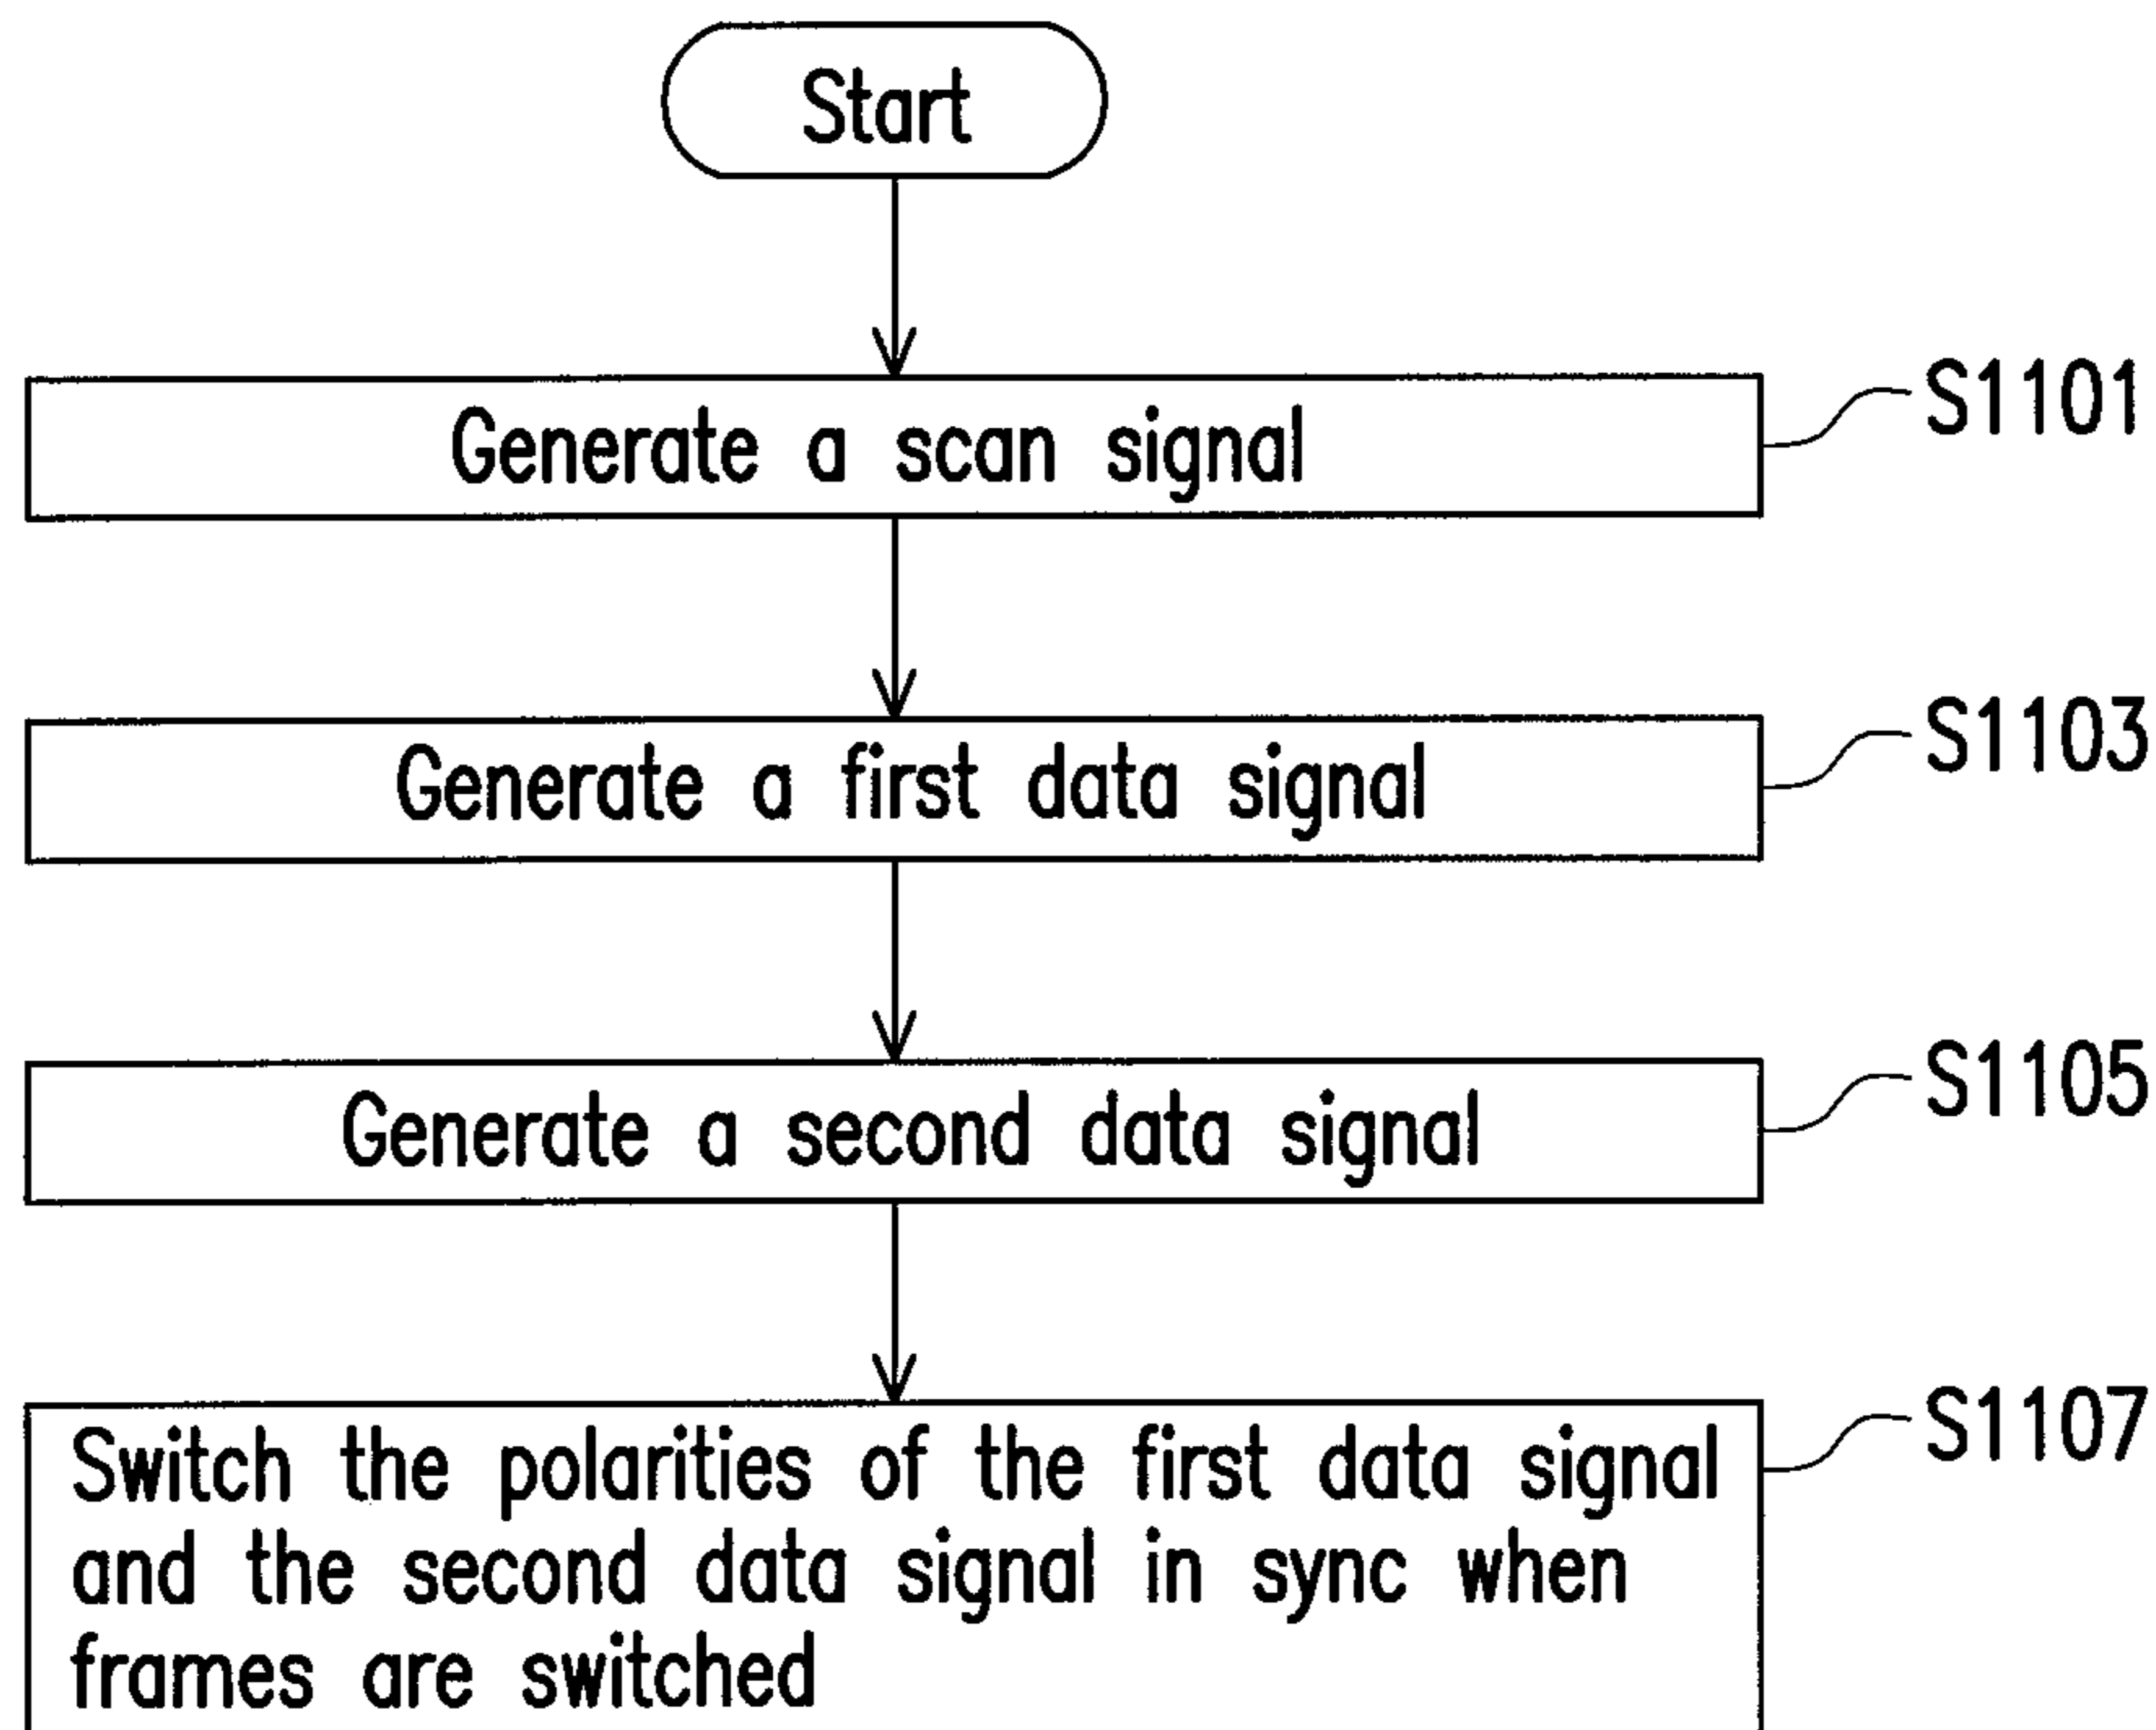 Start
Generate a scan signal
S1101
Generate a first data signal
S1103
Generate a second data signal
S1105
Switch the polarities of the first data signal
and the second data signal in sync when
frames are switched
S1107